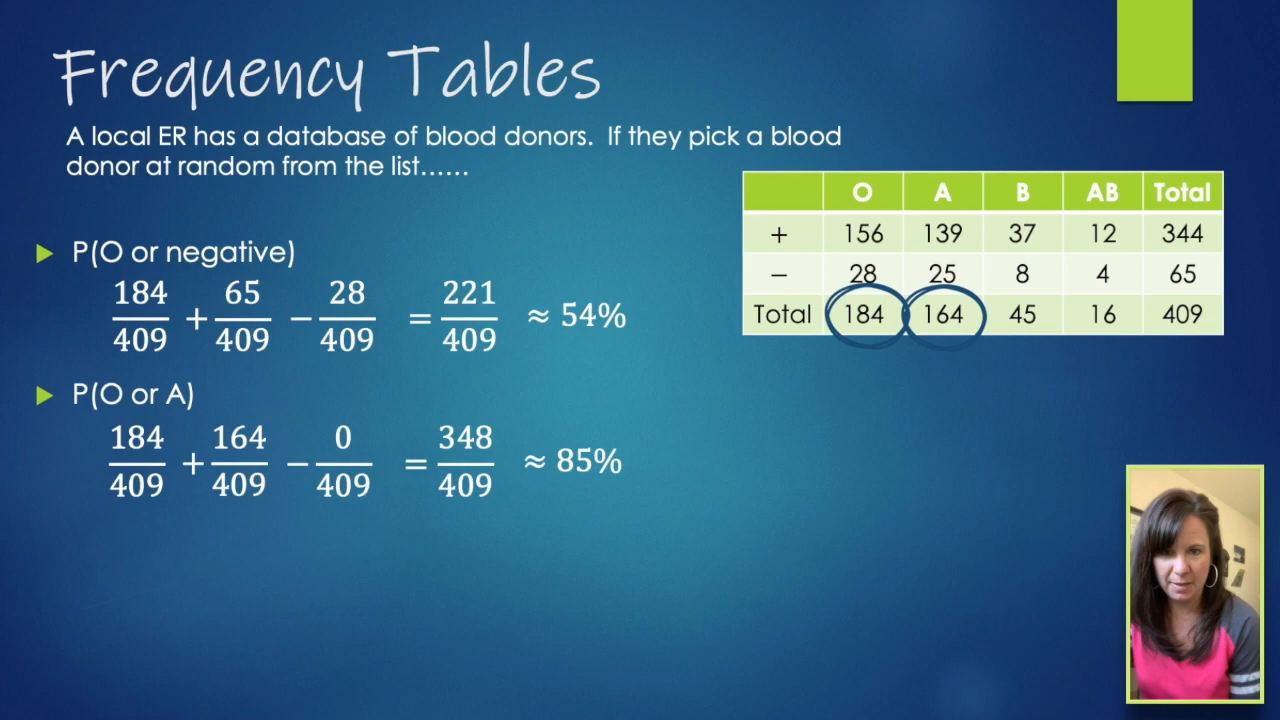 Frequency Tables
A local ER has a database of blood donors. If they pick a blood
donor at random from the list......
O A B AB Total
+ 156 139 37 12 344
− 28 25 8 4 65
Total 184 164 45 16 409
P(O or negative)
184/409 + 65/409 − 28/409 = 221/409 ≈ 54%
P(O or A)
184/409 + 164/409 − 0/409 = 348/409 ≈ 85%